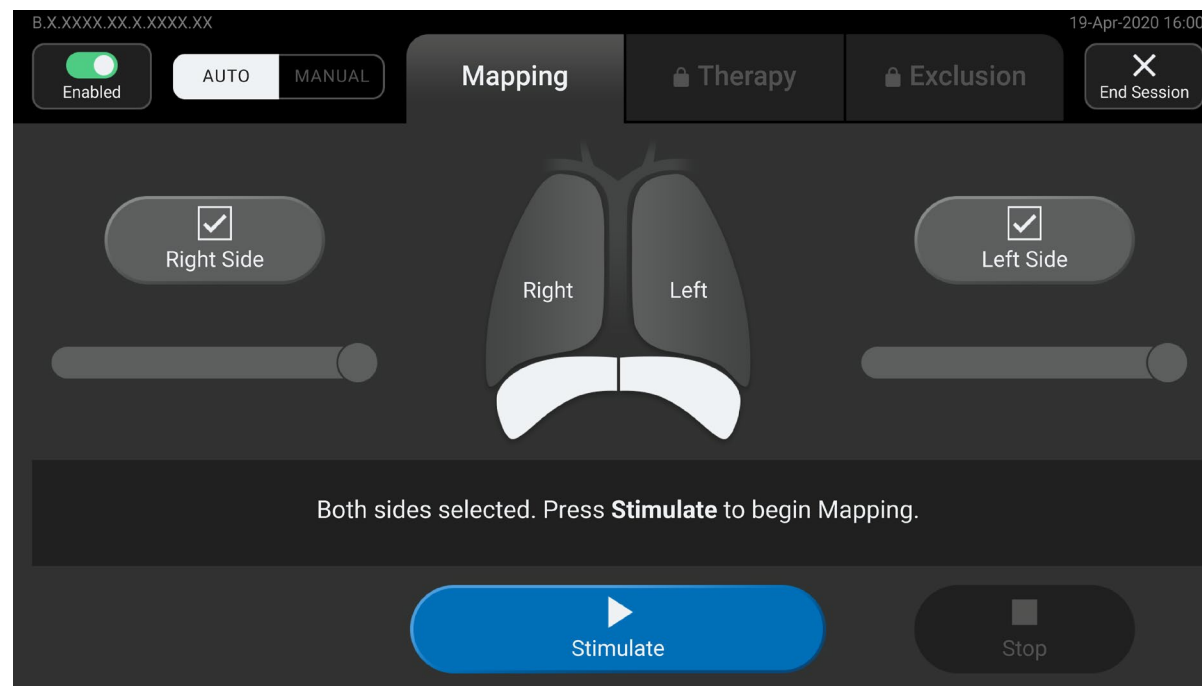 B.X.XXXX.XX.X.XXXX.XX
19-Apr-2020 16:00
Enabled
AUTO
MANUAL
Mapping
Therapy
Exclusion
End Session
Right Side
Left Side
Right
Left
Both sides selected. Press Stimulate to begin Mapping.
Stimulate
Stop